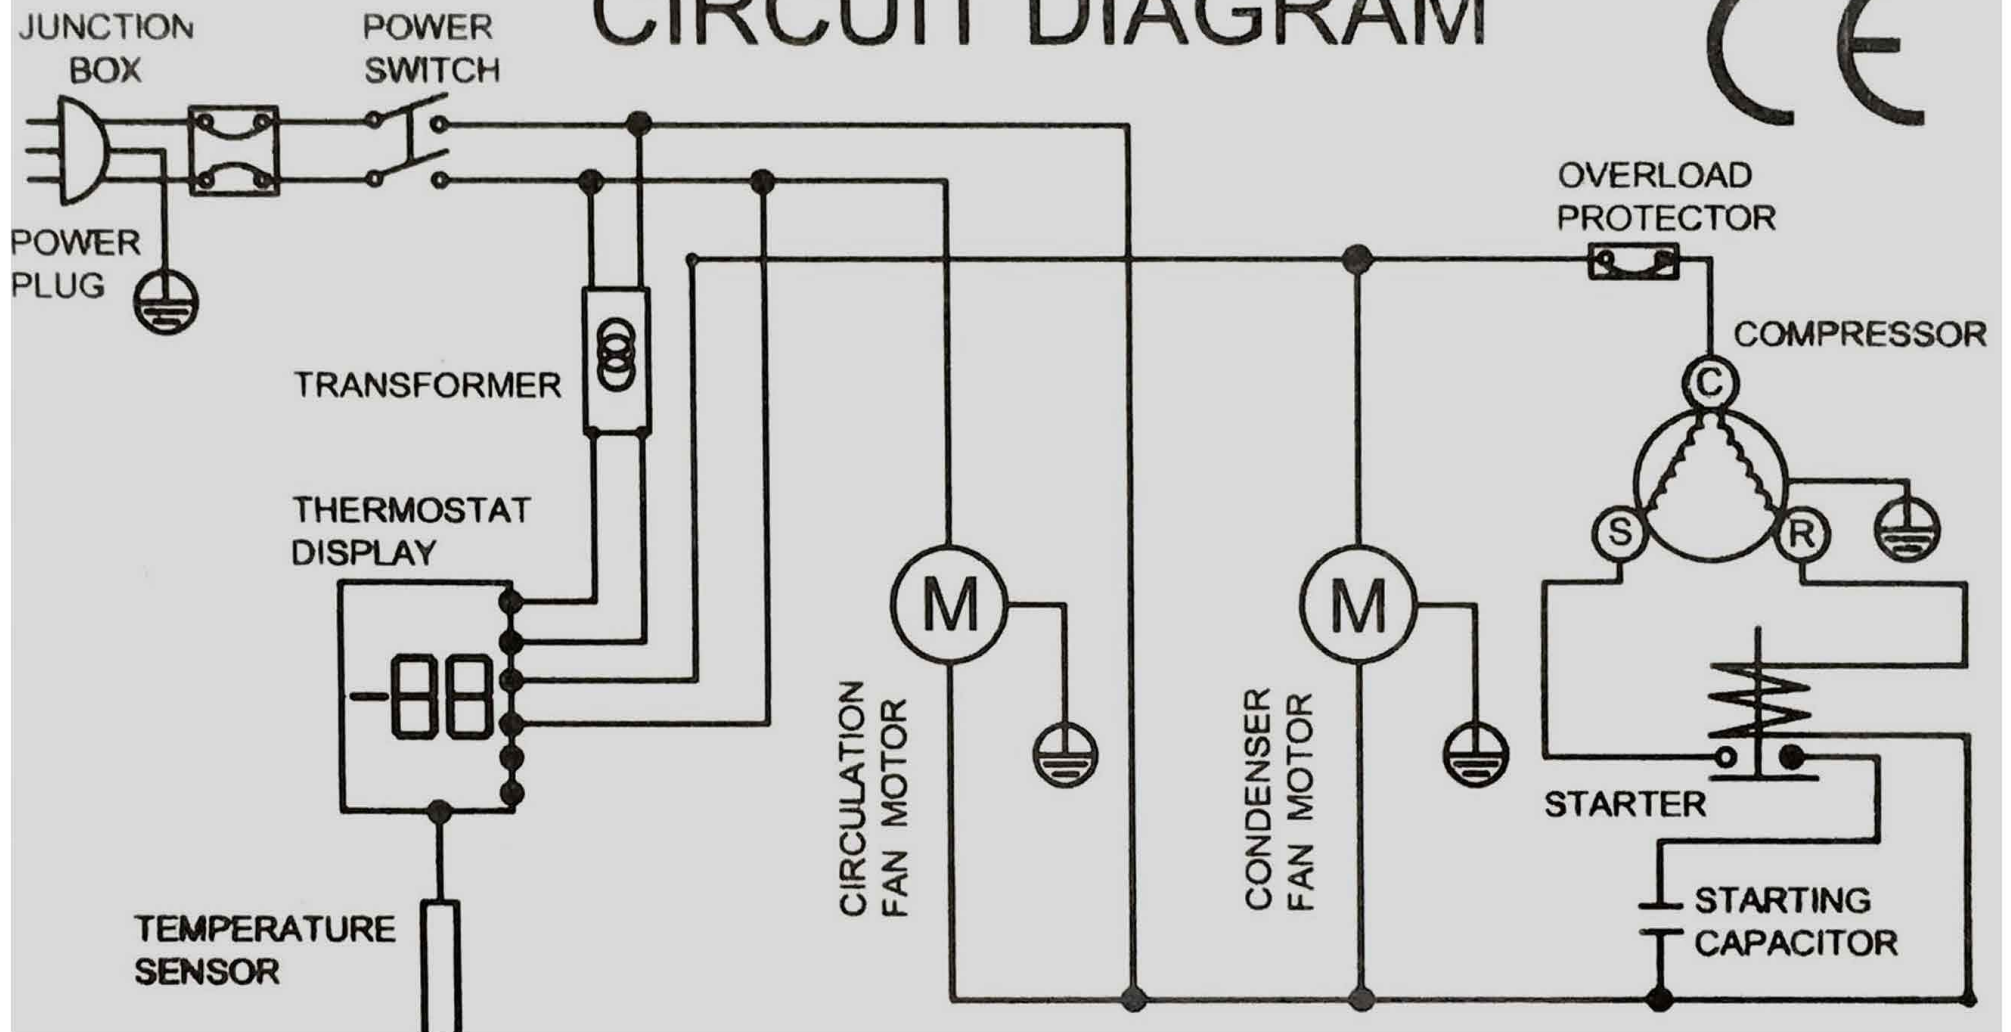 CIRCUIT DIAGRAM
CE
JUNCTION
BOX
POWER
SWITCH
POWER
PLUG
OVERLOAD
PROTECTOR
COMPRESSOR
C
S
R
TRANSFORMER
THERMOSTAT
DISPLAY
-88
M
M
CIRCULATION
FAN MOTOR
CONDENSER
FAN MOTOR
STARTER
STARTING
CAPACITOR
TEMPERATURE
SENSOR